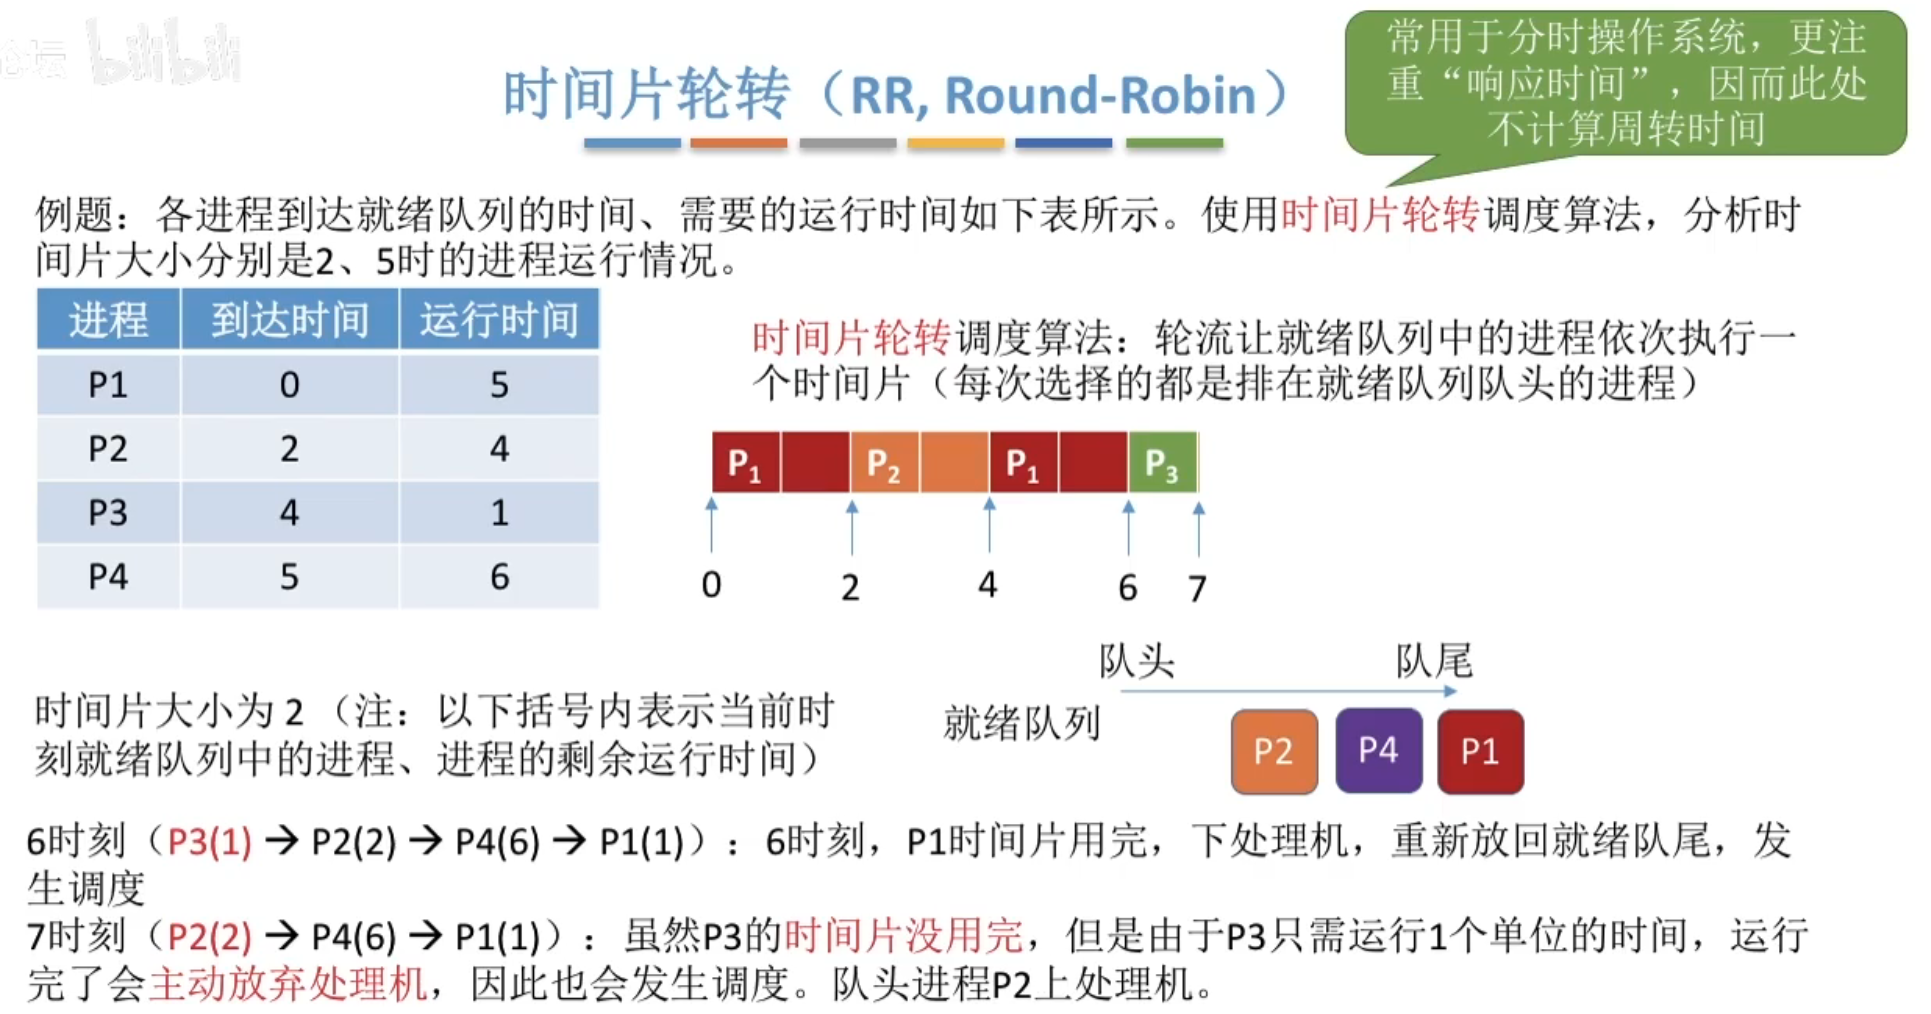 论坛 bilibili
常用于分时操作系统，更注
重“响应时间”，因而此处
不计算周转时间
时间片轮转（RR, Round-Robin）
例题：各进程到达就绪队列的时间、需要的运行时间如下表所示。使用时间片轮转调度算法，分析时
间片大小分别是2、5时的进程运行情况。
进程 到达时间 运行时间
P1 0 5
P2 2 4
P3 4 1
P4 5 6
时间片轮转调度算法：轮流让就绪队列中的进程依次执行一
个时间片（每次选择的都是排在就绪队列队头的进程）
P1 P2 P1 P3
0 2 4 6 7
队头 队尾
时间片大小为 2 （注：以下括号内表示当前时
刻就绪队列中的进程、进程的剩余运行时间）
就绪队列
P2 P4 P1
6时刻（P3(1) → P2(2) → P4(6) → P1(1)）：6时刻，P1时间片用完，下处理机，重新放回就绪队尾，发
生调度
7时刻（P2(2) → P4(6) → P1(1)）：虽然P3的时间片没用完，但是由于P3只需运行1个单位的时间，运行
完了会主动放弃处理机，因此也会发生调度。队头进程P2上处理机。